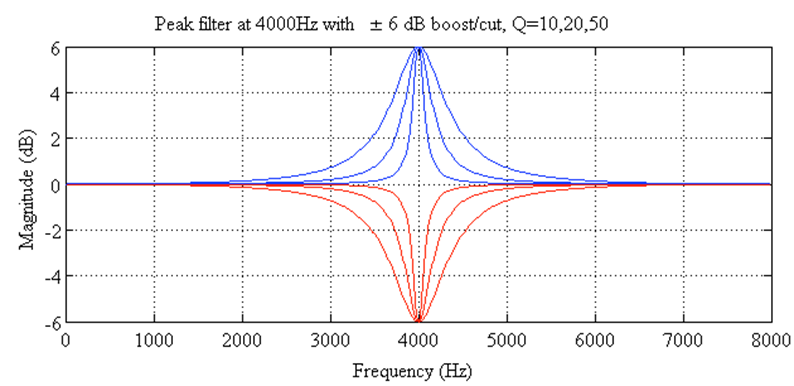 Peak filter at 4000Hz with ± 6 dB boost/cut, Q=10,20,50
6
4
2
0
-2
-4
-6
Magnitude (dB)
0 1000 2000 3000 4000 5000 6000 7000 8000
Frequency (Hz)